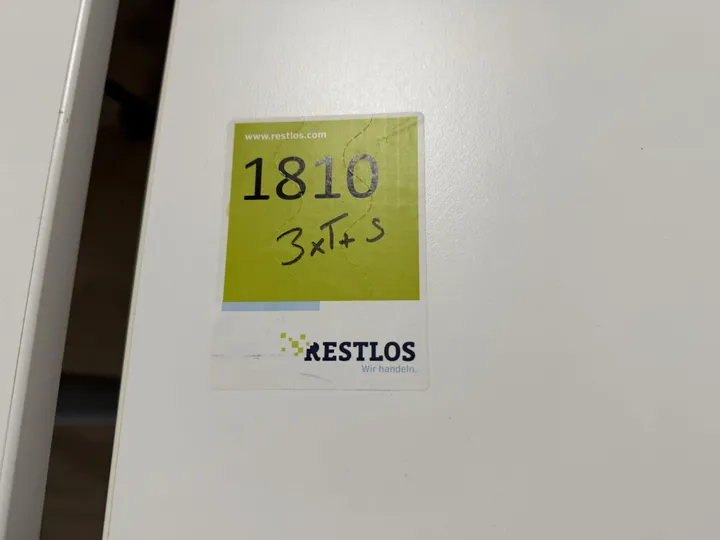 www.restlos.com
1810
3xT+S
RESTLOS
Wir handeln.